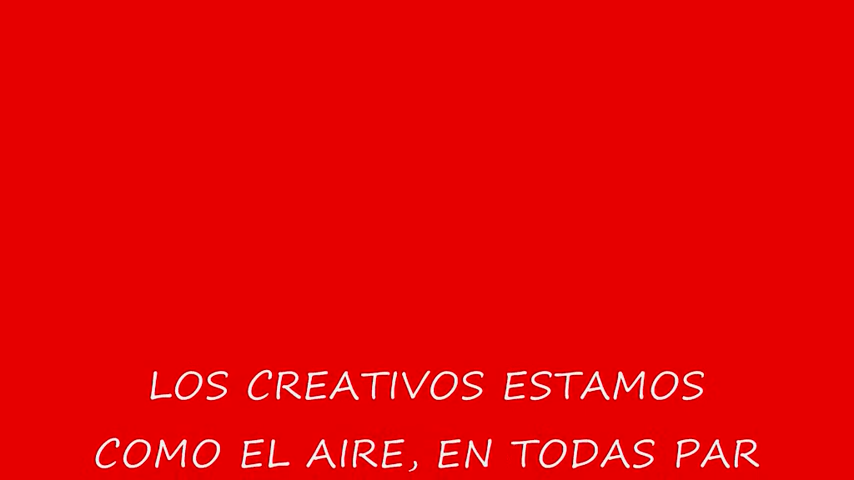 LOS CREATIVOS ESTAMOS
COMO EL AIRE, EN TODAS PAR